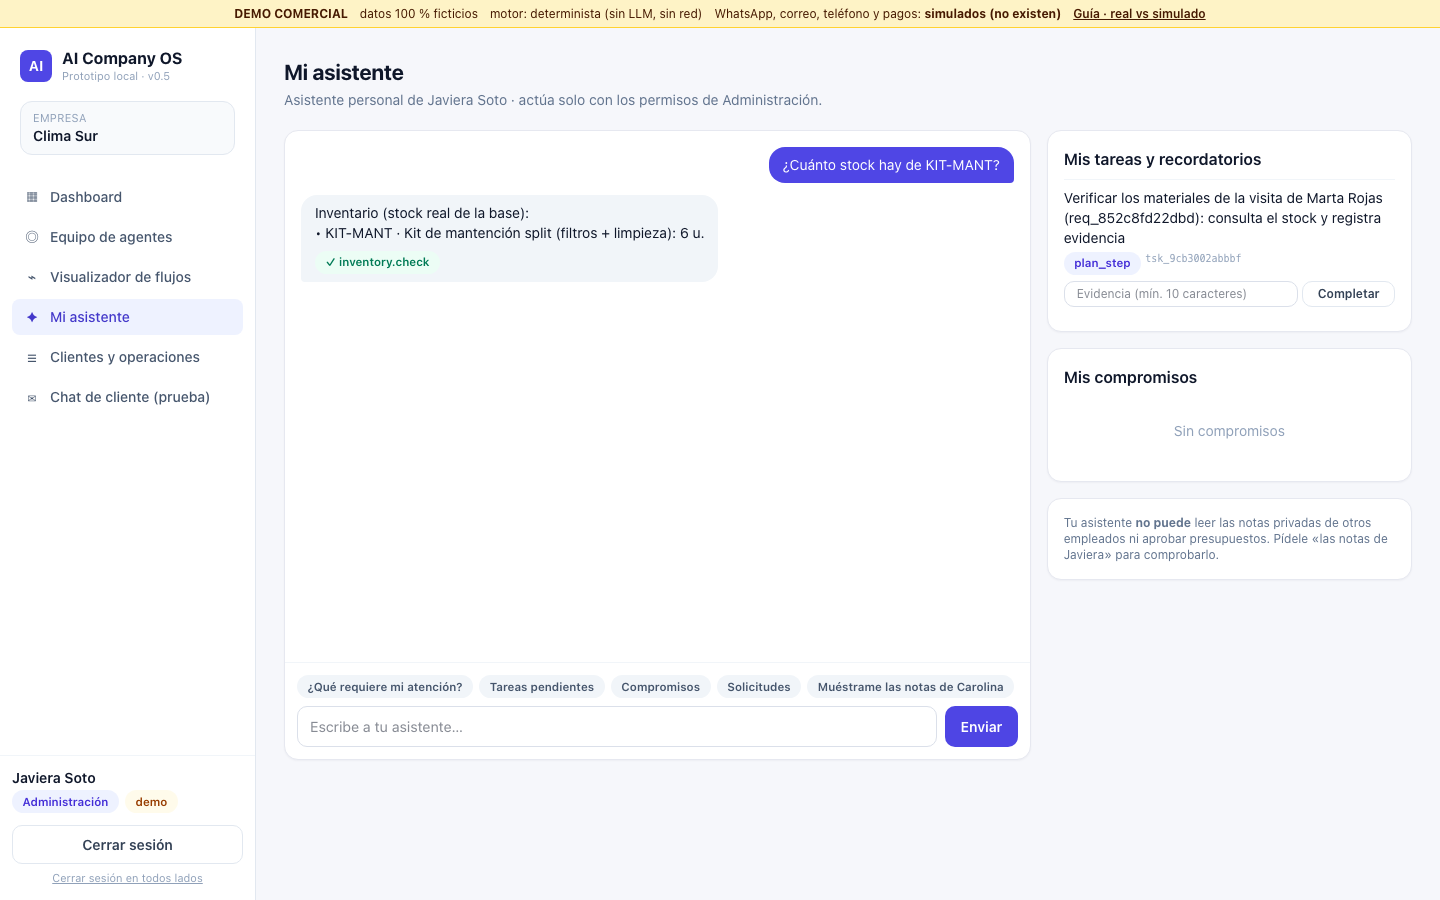 DEMO COMERCIAL datos 100 % ficticios motor: determinista (sin LLM, sin red) WhatsApp, correo, teléfono y pagos: simulados (no existen) Guía · real vs simulado
AI
AI Company OS
Prototipo local · v0.5
EMPRESA
Clima Sur
Dashboard
Equipo de agentes
Visualizador de flujos
Mi asistente
Clientes y operaciones
Chat de cliente (prueba)
Javiera Soto
Administración demo
Cerrar sesión
Cerrar sesión en todos lados
Mi asistente
Asistente personal de Javiera Soto · actúa solo con los permisos de Administración.
¿Cuánto stock hay de KIT-MANT?
Inventario (stock real de la base):
• KIT-MANT · Kit de mantención split (filtros + limpieza): 6 u.
✓ inventory.check
¿Qué requiere mi atención? Tareas pendientes Compromisos Solicitudes Muéstrame las notas de Carolina
Escribe a tu asistente...
Enviar
Mis tareas y recordatorios
Verificar los materiales de la visita de Marta Rojas
(req_852c8fd22dbd): consulta el stock y registra
evidencia
plan_step tsk_9cb3002abbbf
Evidencia (mín. 10 caracteres) Completar
Mis compromisos
Sin compromisos
Tu asistente no puede leer las notas privadas de otros
empleados ni aprobar presupuestos. Pídele «las notas de
Javiera» para comprobarlo.